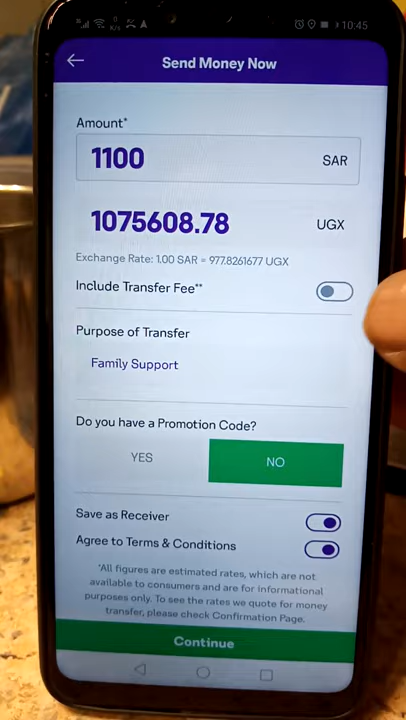 10:45
Send Money Now
Amount*
1100 SAR
1075608.78 UGX
Exchange Rate: 1.00 SAR = 977.8261677 UGX
Include Transfer Fee**
Purpose of Transfer
Family Support
Do you have a Promotion Code?
YES NO
Save as Receiver
Agree to Terms & Conditions
*All figures are estimated rates, which are not
available to consumers and are for informational
purposes only. To see the rates we quote for money
transfer, please check Confirmation Page.
Continue